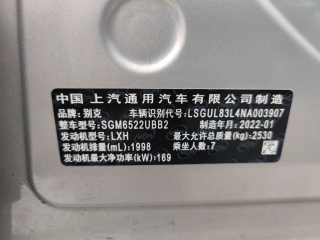 中国 上汽通用汽车有限公司制造
品牌：别克 车辆识别代号：LSGUL83L4NA003907
整车型号：SGM6522UBB2 制造年月：2022-01
发动机型号：LXH 最大允许总质量(kg)：2530
发动机排量(mL)：1998 乘坐人数：7
发动机最大净功率(kW)：169